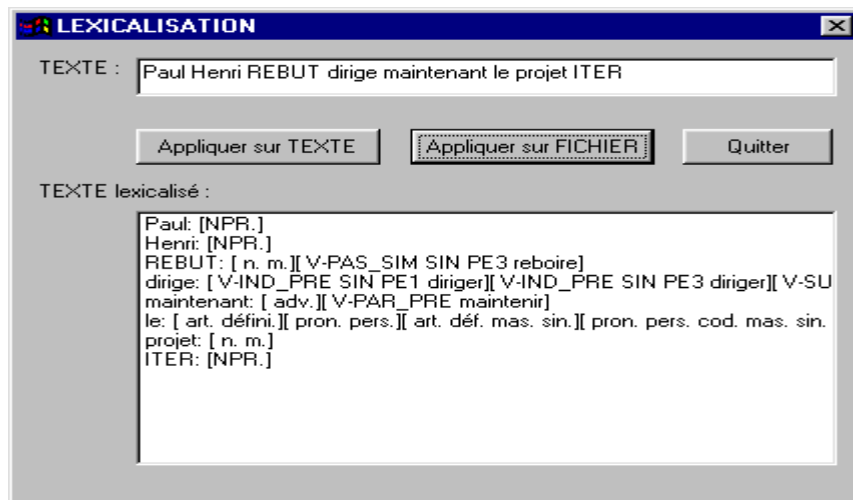 LEXICALISATION
TEXTE :
Paul Henri REBUT dirige maintenant le projet ITER
Appliquer sur TEXTE
Appliquer sur FICHIER
Quitter
TEXTE lexicalisé :
Paul: [NPR.]
Henri: [NPR.]
REBUT: [ n. m.][ V-PAS_SIM SIN PE3 reboire]
dirige: [ V-IND_PRE SIN PE1 diriger][ V-IND_PRE SIN PE3 diriger][ V-SU
maintenant: [ adv.][ V-PAR_PRE maintenir]
le: [ art. défini.][ pron. pers.][ art. déf. mas. sin.][ pron. pers. cod. mas. sin.
projet: [ n. m.]
ITER: [NPR.]